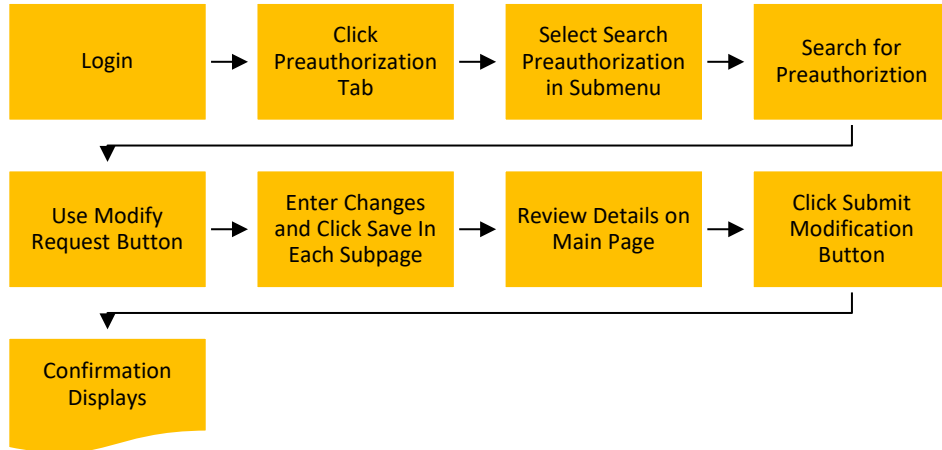 Login
Click
Preauthorization
Tab
Select Search
Preauthorization
in Submenu
Search for
Preauthoriztion
Use Modify
Request Button
Enter Changes
and Click Save In
Each Subpage
Review Details on
Main Page
Click Submit
Modification
Button
Confirmation
Displays